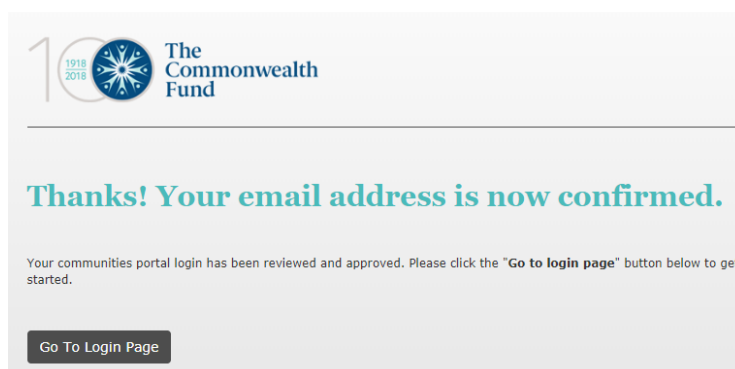 1918
2018
The
Commonwealth
Fund
Thanks! Your email address is now confirmed.
Your communities portal login has been reviewed and approved. Please click the "Go to login page" button below to ge
started.
Go To Login Page